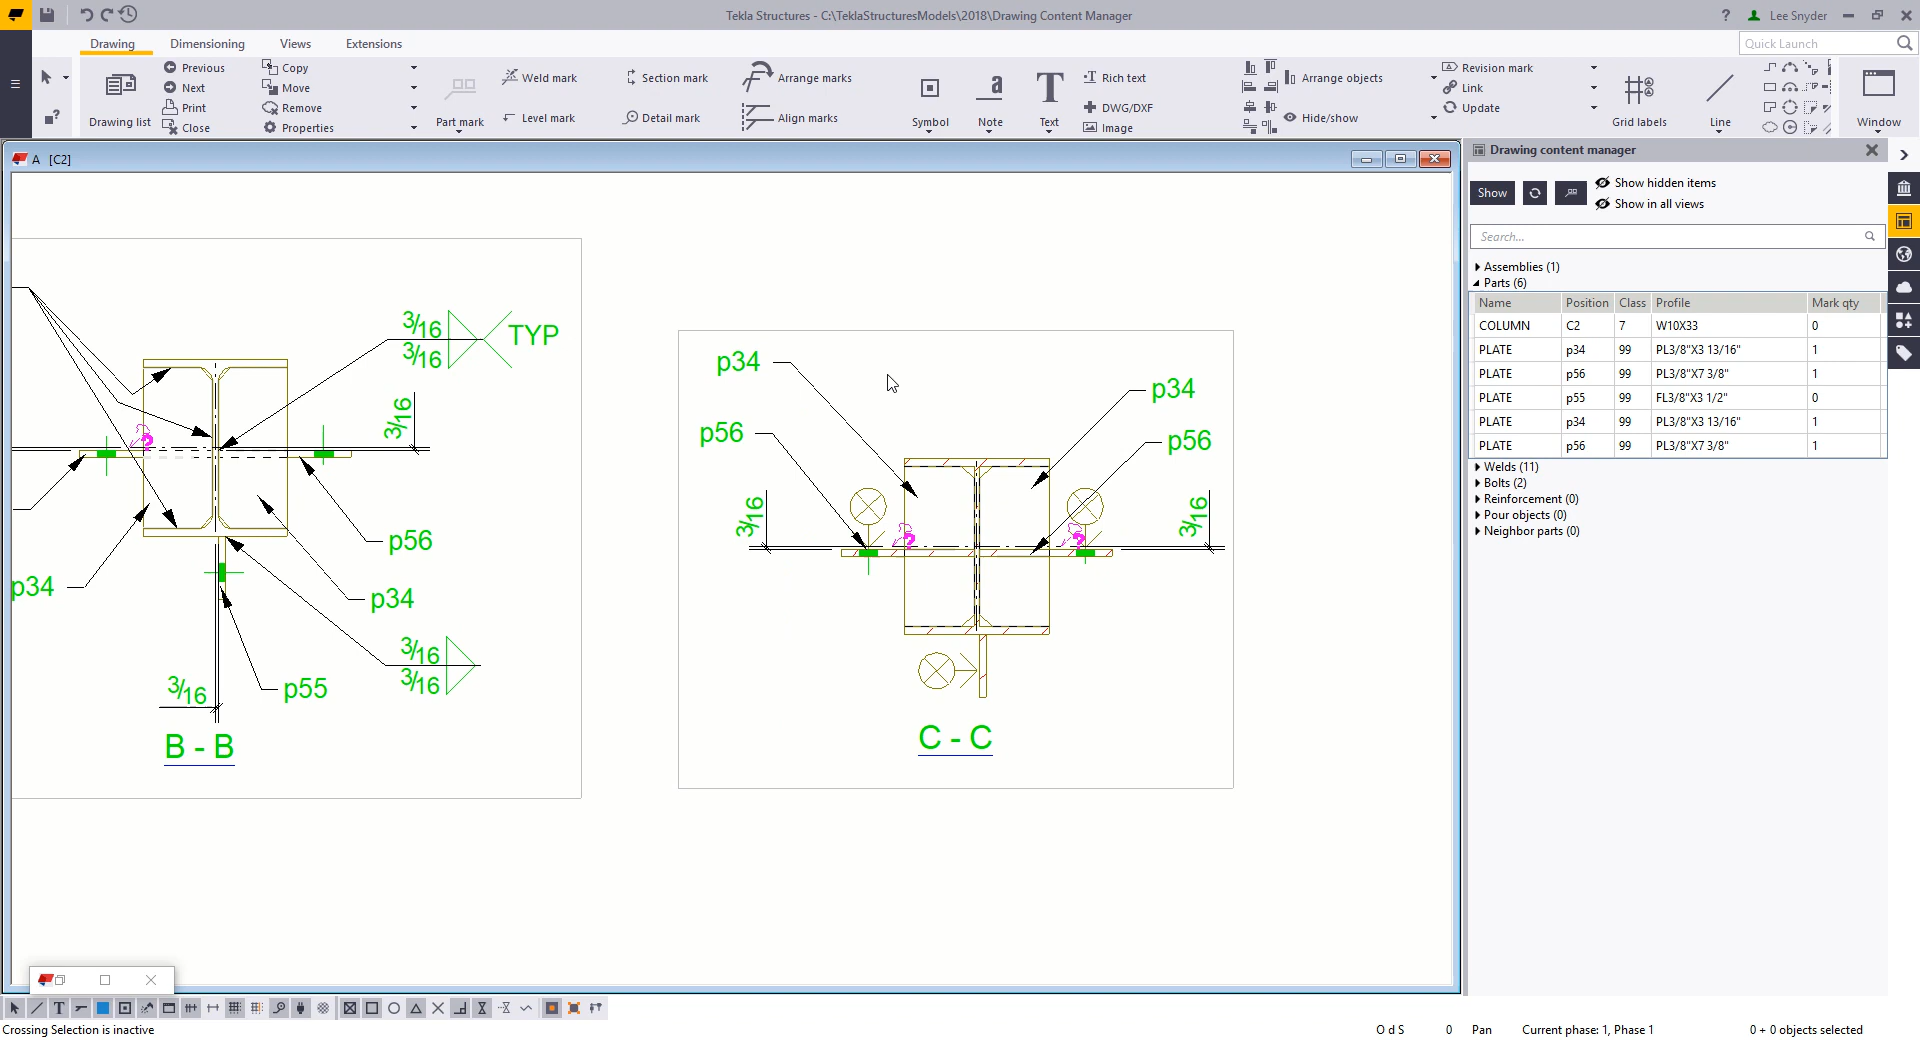 Tekla Structures - C:\TeklaStructuresModels\2018\Drawing Content Manager
? Lee Snyder
Drawing Dimensioning Views Extensions
Quick Launch
Drawing list
Previous
Next
Print
Close
Copy
Move
Remove
Properties
Part mark
Weld mark
Level mark
Section mark
Detail mark
Arrange marks
Align marks
Symbol
Note
Text
Rich text
DWG/DXF
Image
Arrange objects
Hide/show
Revision mark
Link
Update
Grid labels
Line
Window
A [C2]
3/16
3/16
TYP
3/16
p56
p34
p34
3/16
3/16
p55
3/16
B - B
p34
p56
p34
p56
3/16
3/16
C - C
Drawing content manager
Show
Show hidden items
Show in all views
Search...
Assemblies (1)
Parts (6)
Name Position Class Profile Mark qty
COLUMN C2 7 W10X33 0
PLATE p34 99 PL3/8"X3 13/16" 1
PLATE p56 99 PL3/8"X7 3/8" 1
PLATE p55 99 FL3/8"X3 1/2" 0
PLATE p34 99 PL3/8"X3 13/16" 1
PLATE p56 99 PL3/8"X7 3/8" 1
Welds (11)
Bolts (2)
Reinforcement (0)
Pour objects (0)
Neighbor parts (0)
Crossing Selection is inactive
O d S 0 Pan Current phase: 1, Phase 1 0 + 0 objects selected